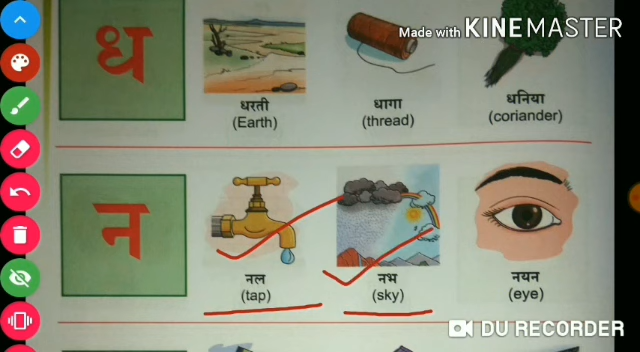 Made with KINEMASTER
ध
धरती
(Earth)
धागा
(thread)
धनिया
(coriander)
न
नल
(tap)
नभ
(sky)
नयन
(eye)
DU RECORDER